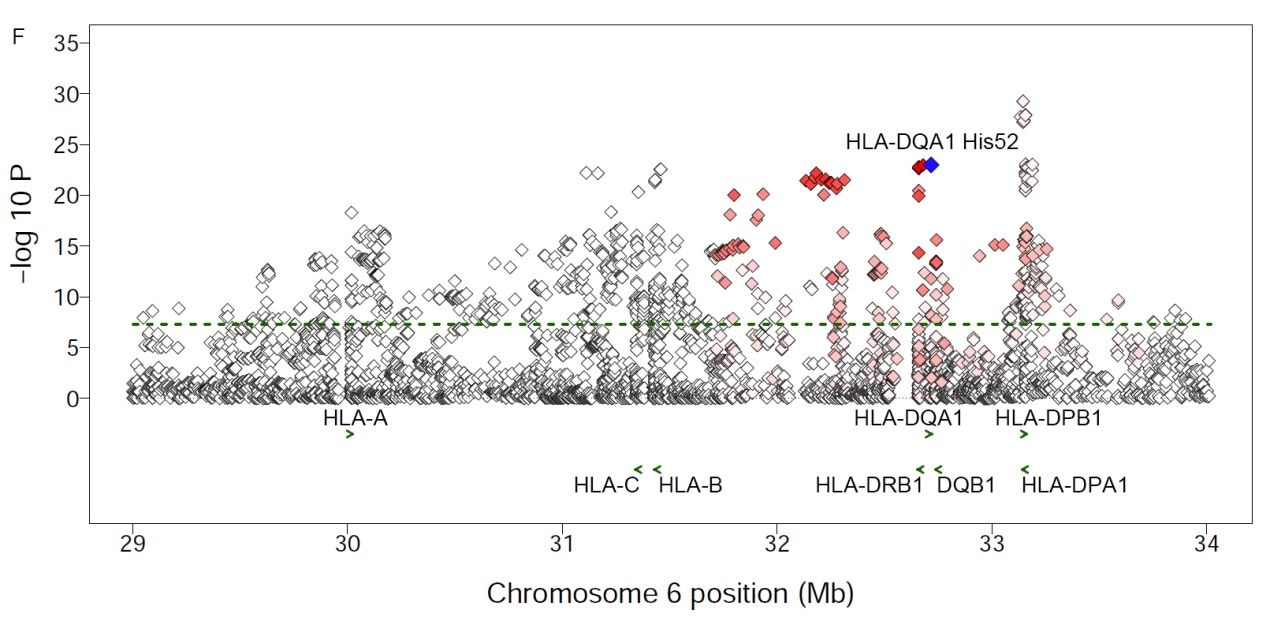 F
−log 10 P
35
30
25
20
15
10
5
0
HLA-DQA1 His52
HLA-A
HLA-DQA1
HLA-DPB1
>
>
>
<
<
<
<
<
HLA-C
HLA-B
HLA-DRB1
DQB1
HLA-DPA1
29
30
31
32
33
34
Chromosome 6 position (Mb)